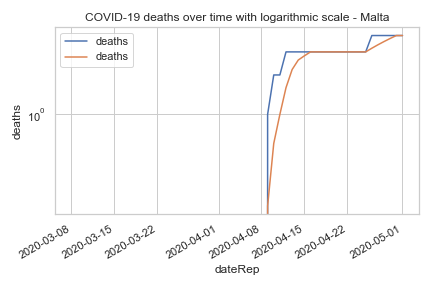 COVID-19 deaths over time with logarithmic scale - Malta
deaths
deaths
deaths
10⁰
2020-03-08
2020-03-15
2020-03-22
2020-04-01
2020-04-08
2020-04-15
2020-04-22
2020-05-01
dateRep